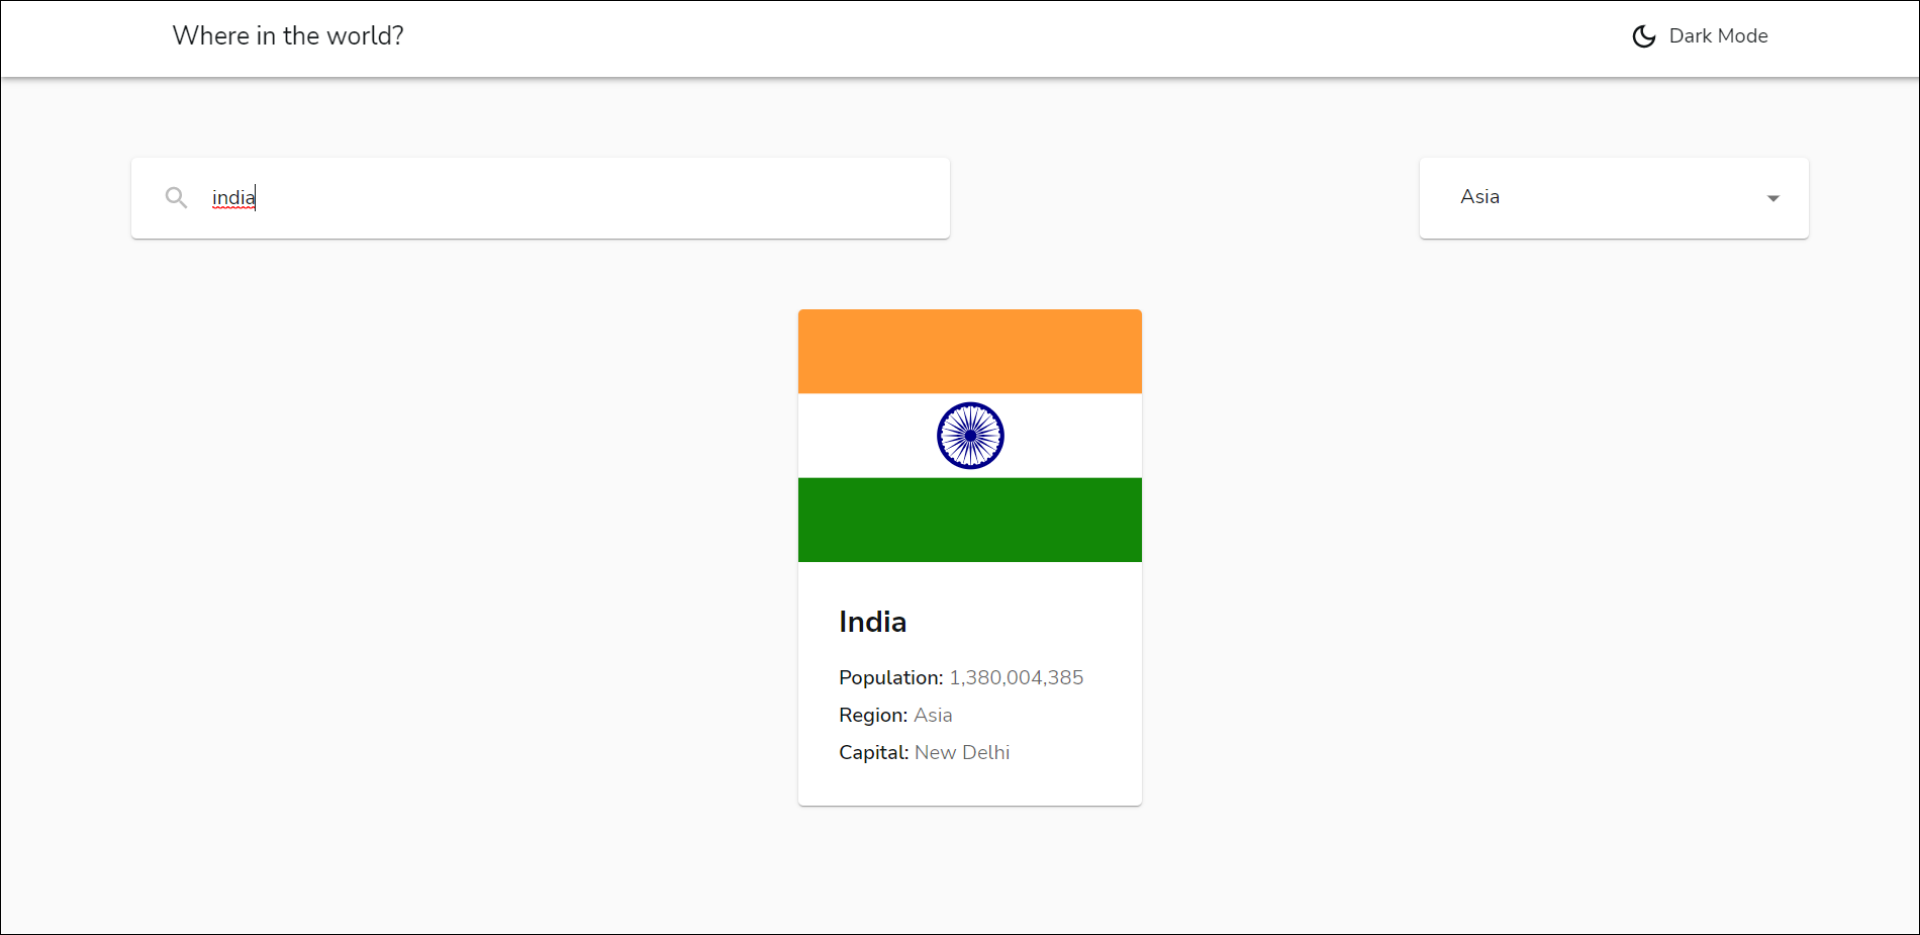 Where in the world?
Dark Mode
india
Asia
India
Population: 1,380,004,385
Region: Asia
Capital: New Delhi